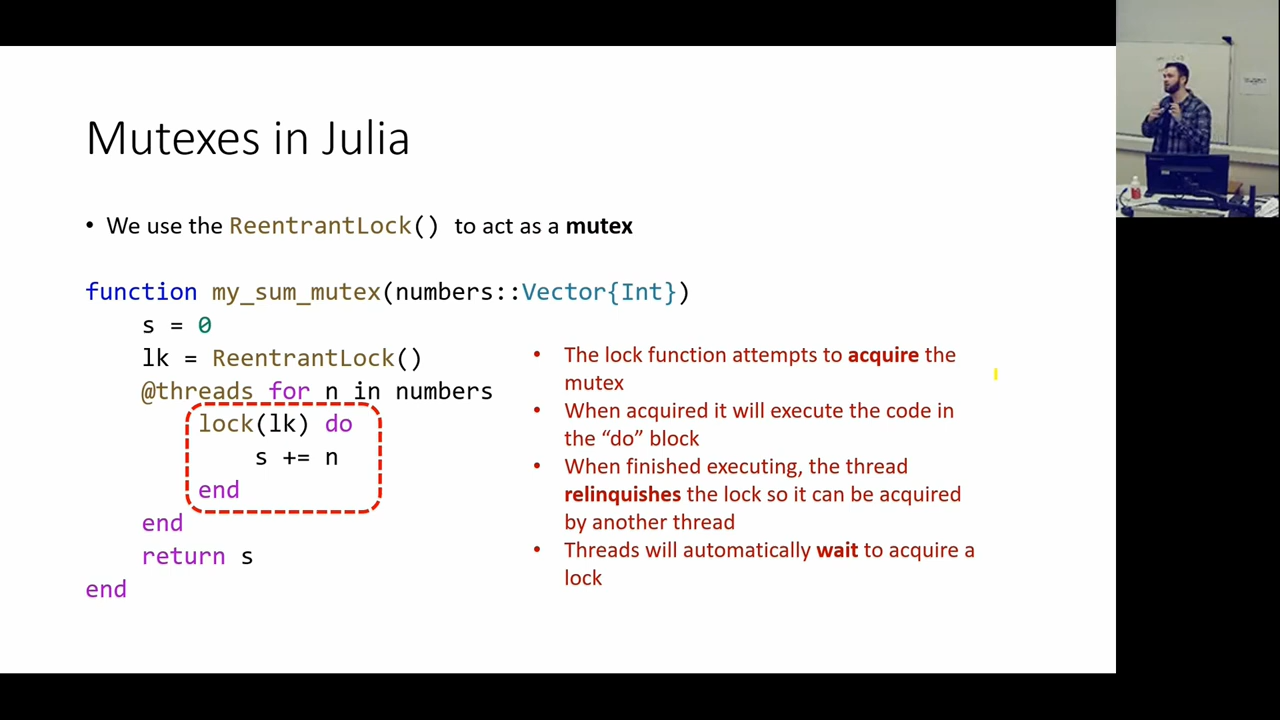 Mutexes in Julia
• We use the ReentrantLock() to act as a mutex
function my_sum_mutex(numbers::Vector{Int})
    s = 0
    lk = ReentrantLock()
    @threads for n in numbers
        lock(lk) do
            s += n
        end
    end
    return s
end
• The lock function attempts to acquire the
mutex
• When acquired it will execute the code in
the “do” block
• When finished executing, the thread
relinquishes the lock so it can be acquired
by another thread
• Threads will automatically wait to acquire a
lock